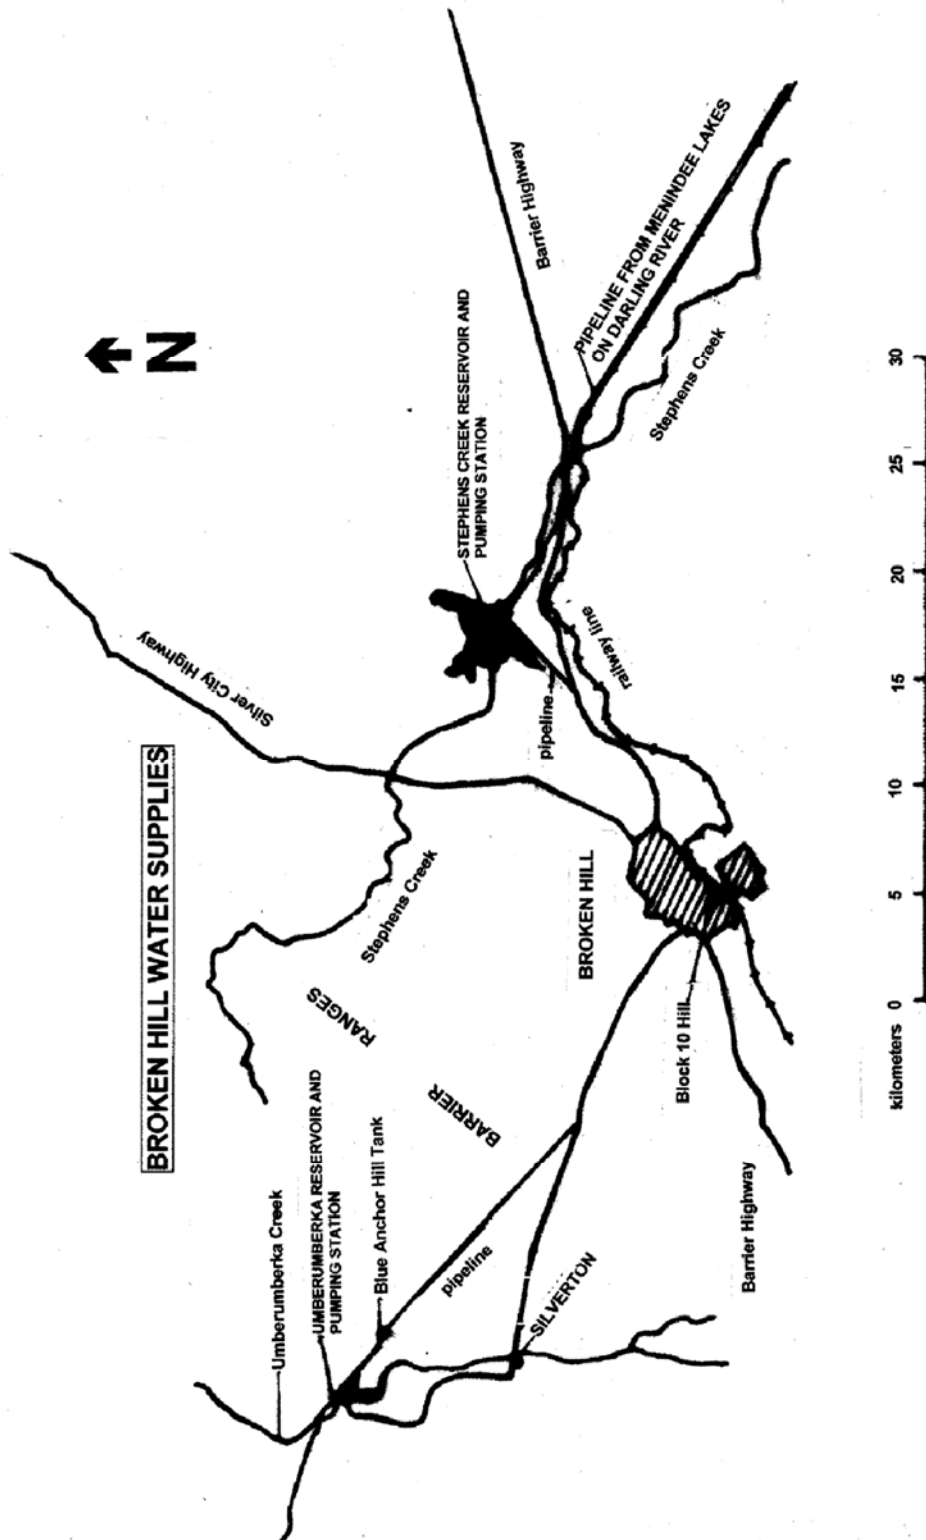 BROKEN HILL WATER SUPPLIES
N
Umberumberka Creek
UMBERUMBERKA RESERVOIR AND
PUMPING STATION
Blue Anchor Hill Tank
pipeline
SILVERTON
BARRIER
RANGES
Stephens Creek
Silver City Highway
STEPHENS CREEK RESERVOIR AND
PUMPING STATION
Barrier Highway
PIPELINE FROM MENINDEE LAKES
ON DARLING RIVER
Stephens Creek
pipeline
railway line
BROKEN HILL
Block 10 Hill
Barrier Highway
kilometers 0 5 10 15 20 25 30